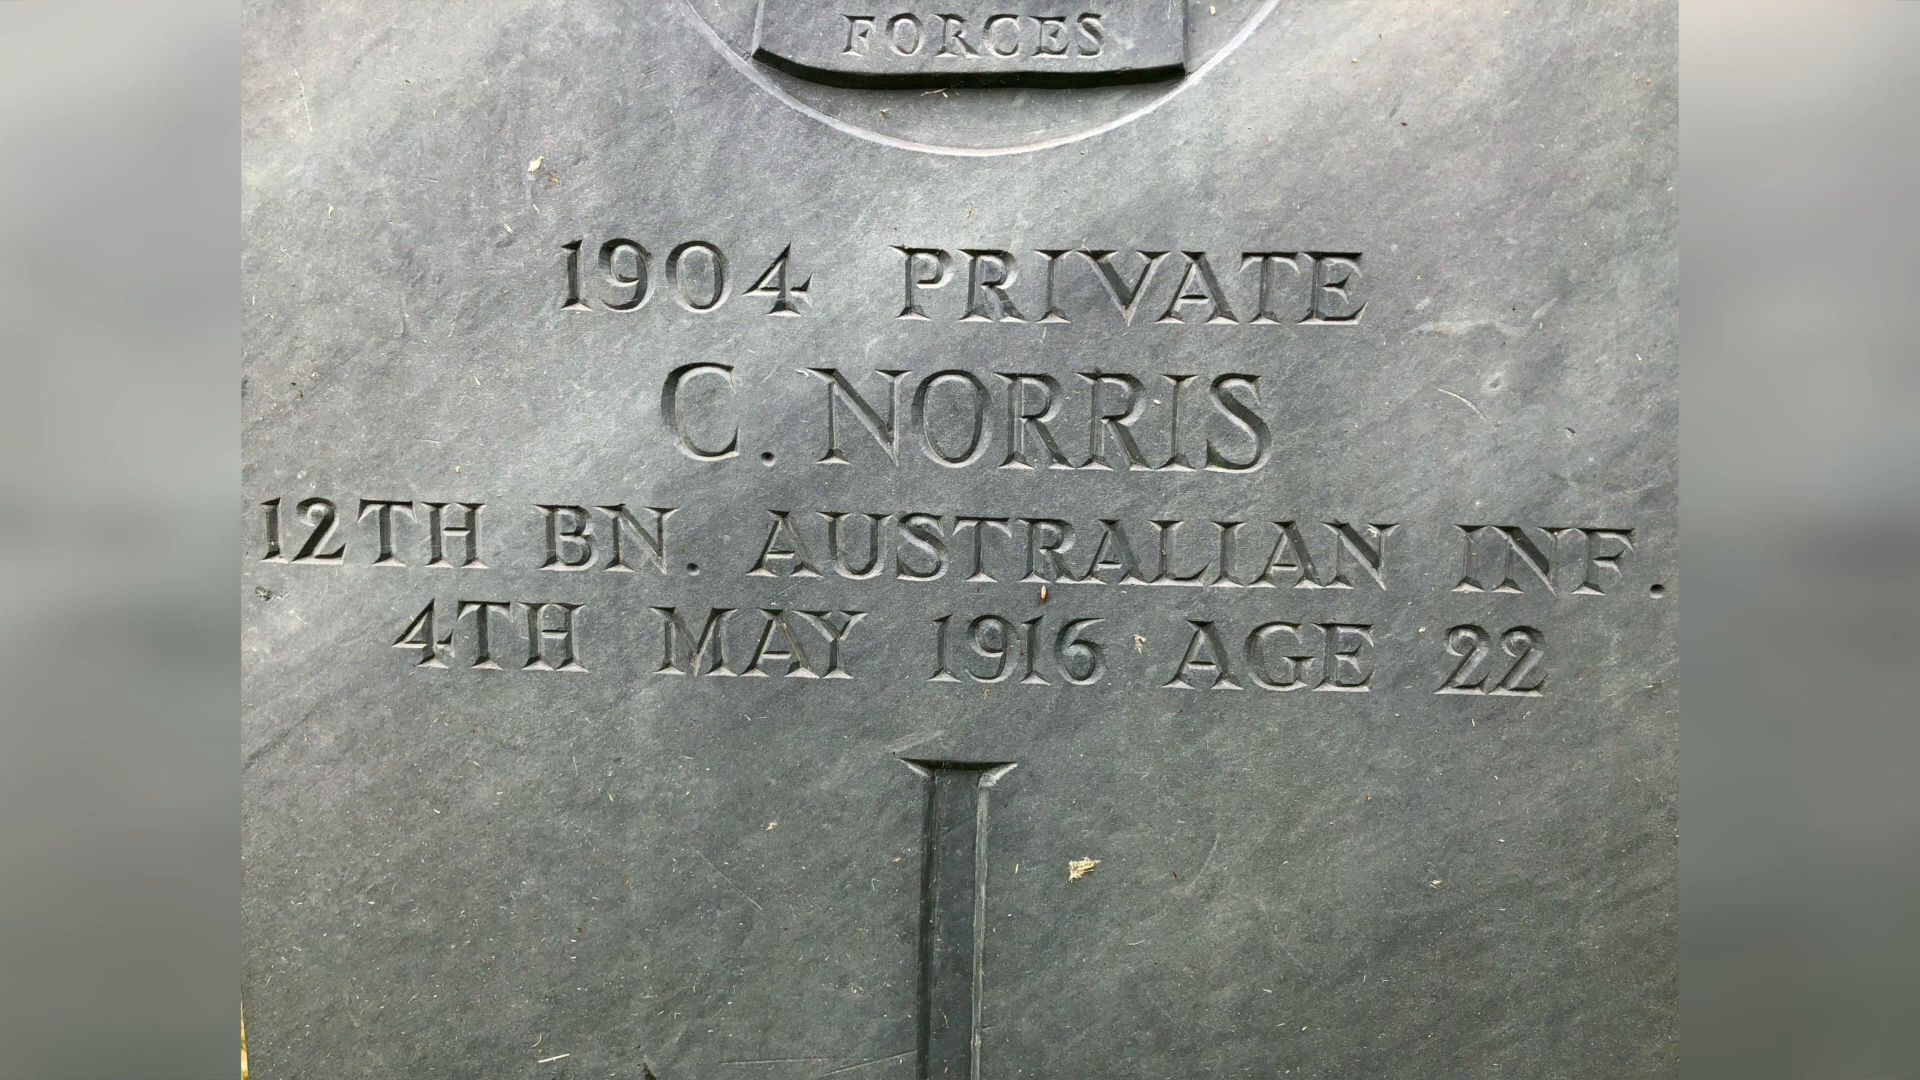 FORCES
1904 PRIVATE
C. NORRIS
12TH BN. AUSTRALIAN INF.
4TH MAY 1916 AGE 22